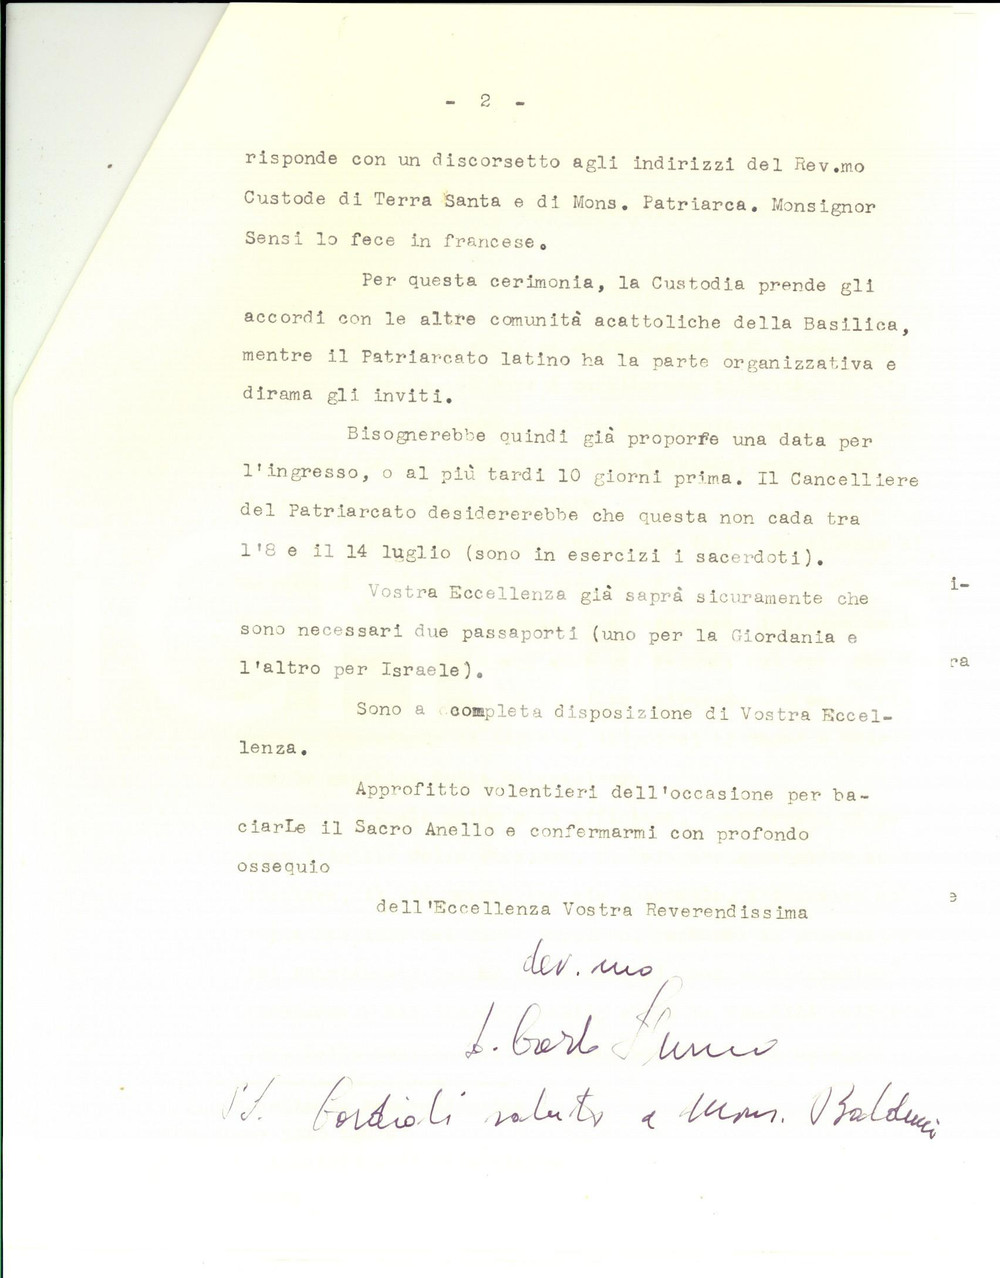 - 2 -
risponde con un discorsetto agli indirizzi del Rev.mo
Custode di Terra Santa e di Mons. Patriarca. Monsignor
Sensi lo fece in francese.
Per questa cerimonia, la Custodia prende gli
accordi con le altre comunità acattoliche della Basilica,
mentre il Patriarcato latino ha la parte organizzativa e
dirama gli inviti.
Bisognerebbe quindi già proporre una data per
l'ingresso, o al più tardi 10 giorni prima. Il Cancelliere
del Patriarcato desidererebbe che questa non cada tra
l'8 e il 14 luglio (sono in esercizi i sacerdoti).
Vostra Eccellenza già saprà sicuramente che
sono necessari due passaporti (uno per la Giordania e
l'altro per Israele).
Sono a completa disposizione di Vostra Eccel-
lenza.
Approfitto volentieri dell'occasione per ba-
ciarLe il Sacro Anello e confermarmi con profondo
ossequio
dell'Eccellenza Vostra Reverendissima
dev.mo
Carlo
Cordiali saluti a Mons. Balducci
i-
ra
e